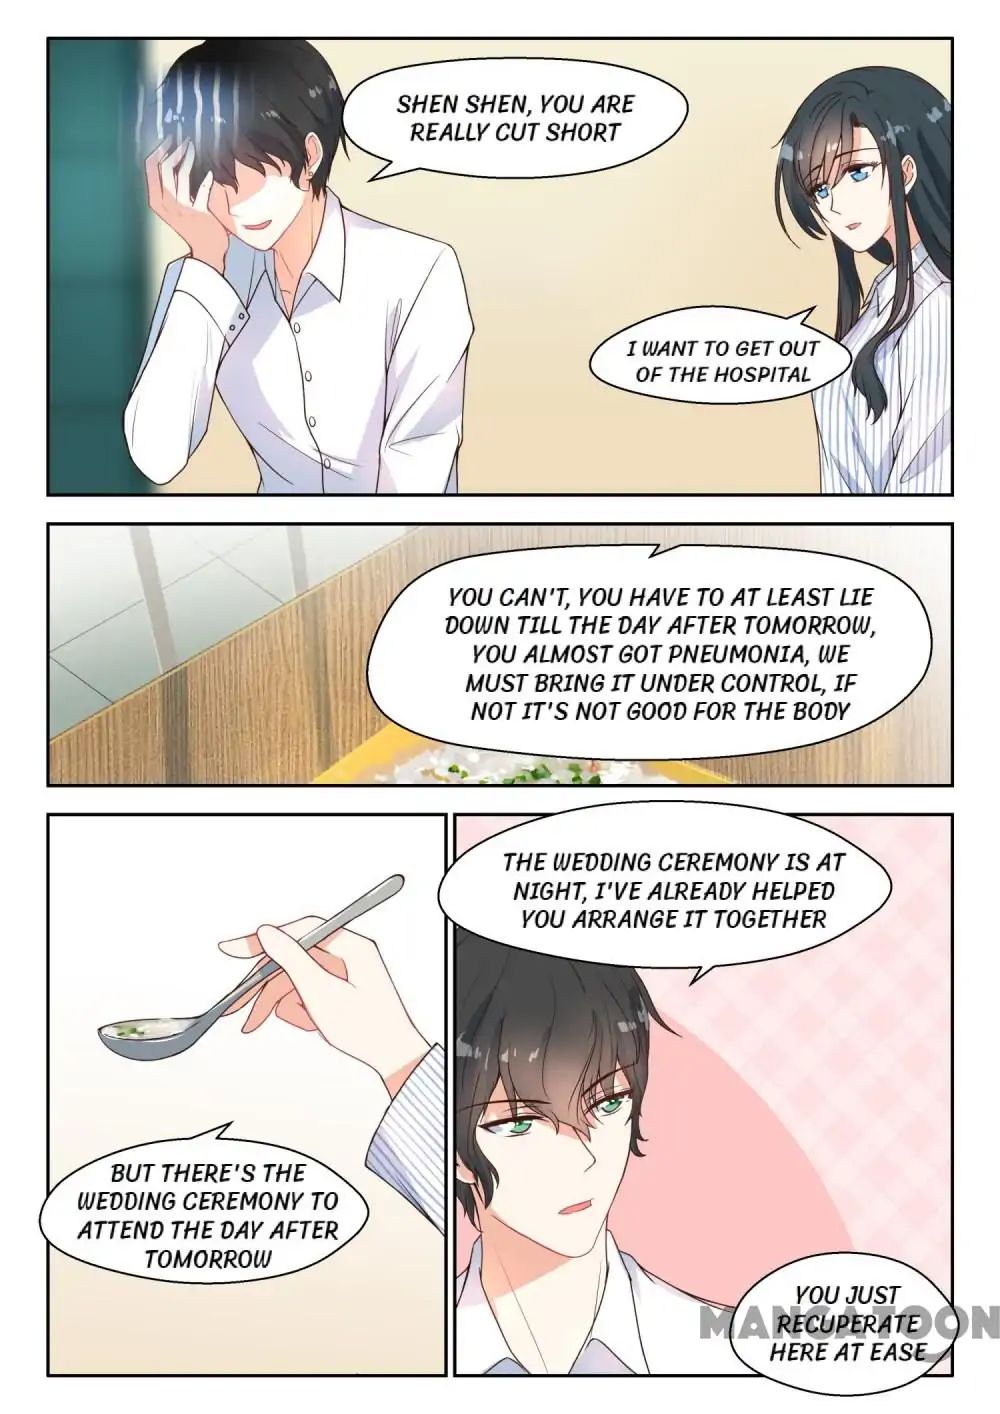 SHEN SHEN, YOU ARE
REALLY CUT SHORT
I WANT TO GET OUT
OF THE HOSPITAL
YOU CAN'T, YOU HAVE TO AT LEAST LIE
DOWN TILL THE DAY AFTER TOMORROW,
YOU ALMOST GOT PNEUMONIA, WE
MUST BRING IT UNDER CONTROL, IF
NOT IT'S NOT GOOD FOR THE BODY
BUT THERE'S THE
WEDDING CEREMONY TO
ATTEND THE DAY AFTER
TOMORROW
THE WEDDING CEREMONY IS AT
NIGHT, I'VE ALREADY HELPED
YOU ARRANGE IT TOGETHER
YOU JUST
RECUPERATE
HERE AT EASE
MANGATOON